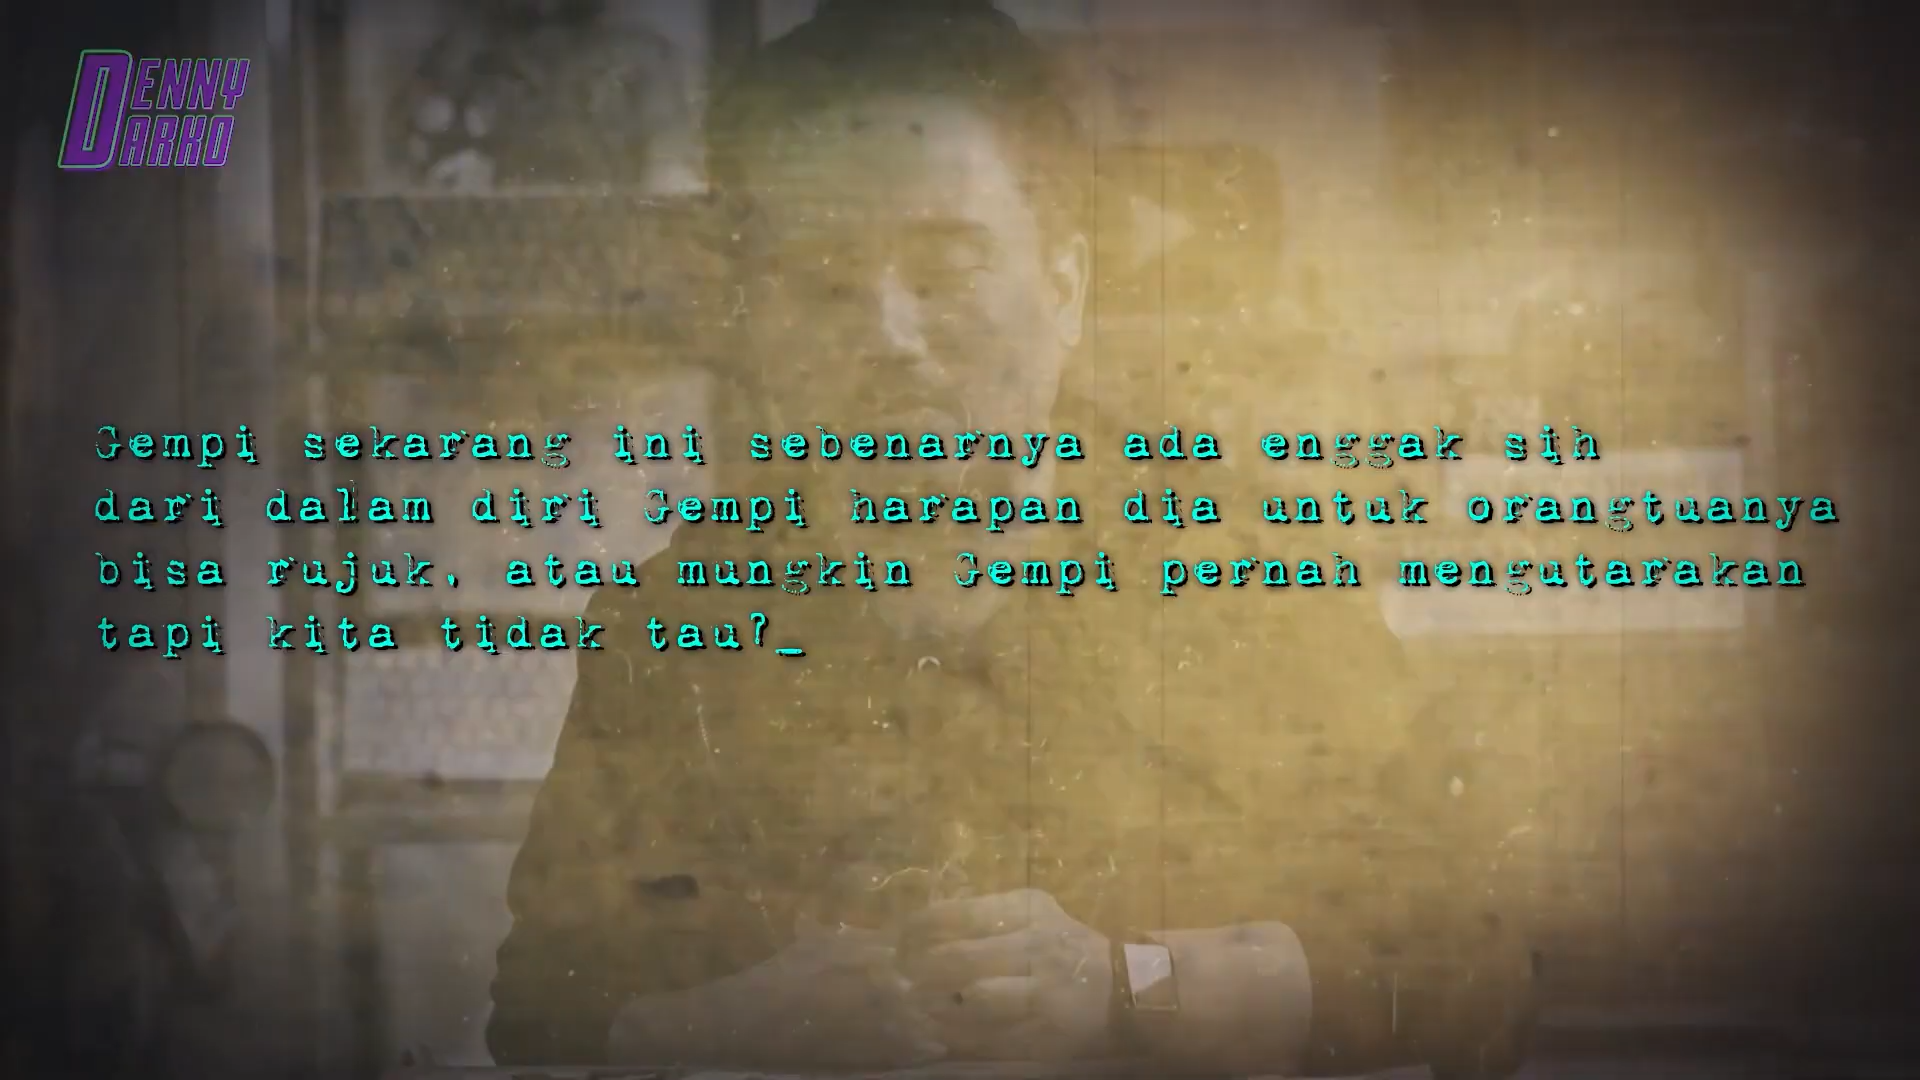 DENNY
DARKO
Gempi sekarang ini sebenarnya ada enggak sih
dari dalam diri Gempi harapan dia untuk orangtuanya
bisa rujuk, atau mungkin Gempi pernah mengutarakan
tapi kita tidak tau?_